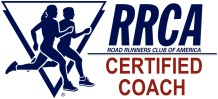 RRCA
ROAD RUNNERS CLUB OF AMERICA
CERTIFIED
COACH
®